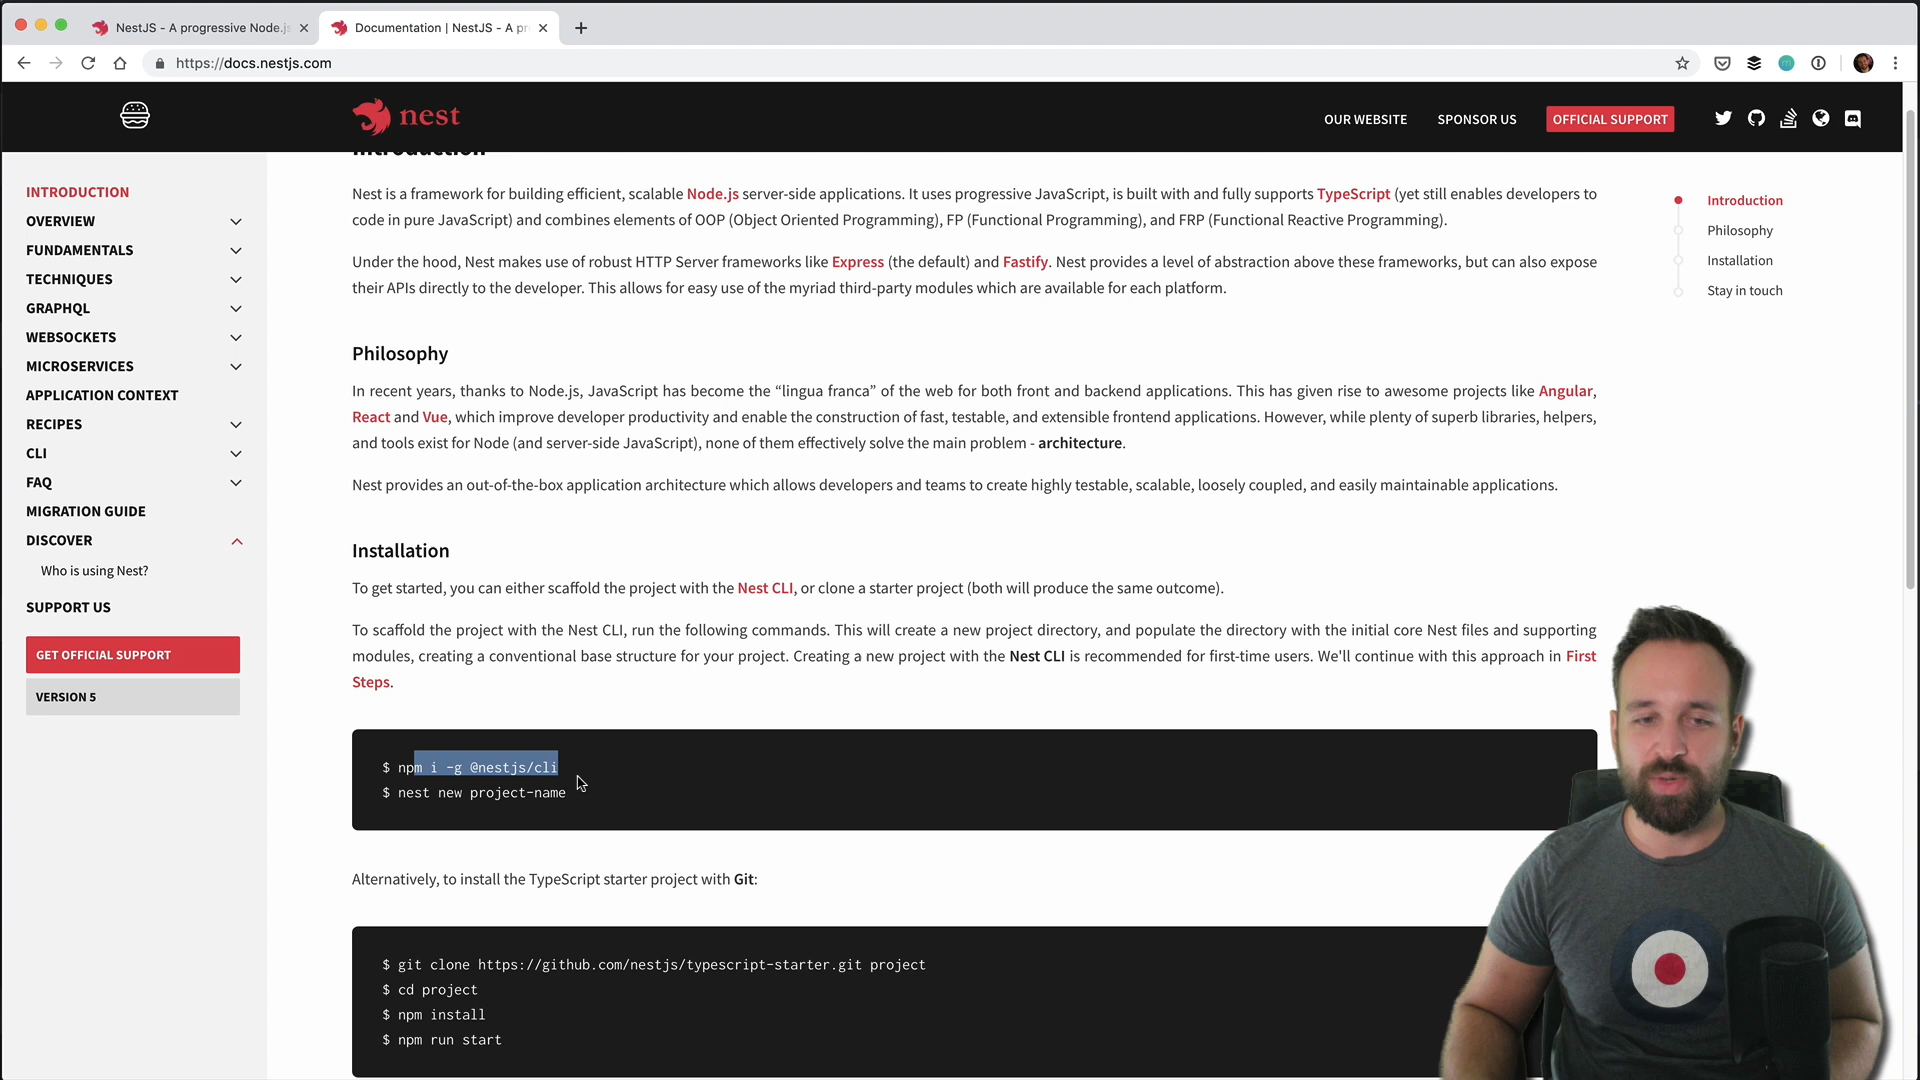 NestJS - A progressive Node.js
Documentation | NestJS - A pr
https://docs.nestjs.com
nest
OUR WEBSITE
SPONSOR US
OFFICIAL SUPPORT
INTRODUCTION
OVERVIEW
FUNDAMENTALS
TECHNIQUES
GRAPHQL
WEBSOCKETS
MICROSERVICES
APPLICATION CONTEXT
RECIPES
CLI
FAQ
MIGRATION GUIDE
DISCOVER
Who is using Nest?
SUPPORT US
GET OFFICIAL SUPPORT
VERSION 5
Introduction
Nest is a framework for building efficient, scalable Node.js server-side applications. It uses progressive JavaScript, is built with and fully supports TypeScript (yet still enables developers to
code in pure JavaScript) and combines elements of OOP (Object Oriented Programming), FP (Functional Programming), and FRP (Functional Reactive Programming).
Under the hood, Nest makes use of robust HTTP Server frameworks like Express (the default) and Fastify. Nest provides a level of abstraction above these frameworks, but can also expose
their APIs directly to the developer. This allows for easy use of the myriad third-party modules which are available for each platform.
Philosophy
In recent years, thanks to Node.js, JavaScript has become the “lingua franca” of the web for both front and backend applications. This has given rise to awesome projects like Angular,
React and Vue, which improve developer productivity and enable the construction of fast, testable, and extensible frontend applications. However, while plenty of superb libraries, helpers,
and tools exist for Node (and server-side JavaScript), none of them effectively solve the main problem - architecture.
Nest provides an out-of-the-box application architecture which allows developers and teams to create highly testable, scalable, loosely coupled, and easily maintainable applications.
Installation
To get started, you can either scaffold the project with the Nest CLI, or clone a starter project (both will produce the same outcome).
To scaffold the project with the Nest CLI, run the following commands. This will create a new project directory, and populate the directory with the initial core Nest files and supporting
modules, creating a conventional base structure for your project. Creating a new project with the Nest CLI is recommended for first-time users. We'll continue with this approach in First
Steps.
$ npm i -g @nestjs/cli
$ nest new project-name
Alternatively, to install the TypeScript starter project with Git:
$ git clone https://github.com/nestjs/typescript-starter.git project
$ cd project
$ npm install
$ npm run start
Introduction
Philosophy
Installation
Stay in touch